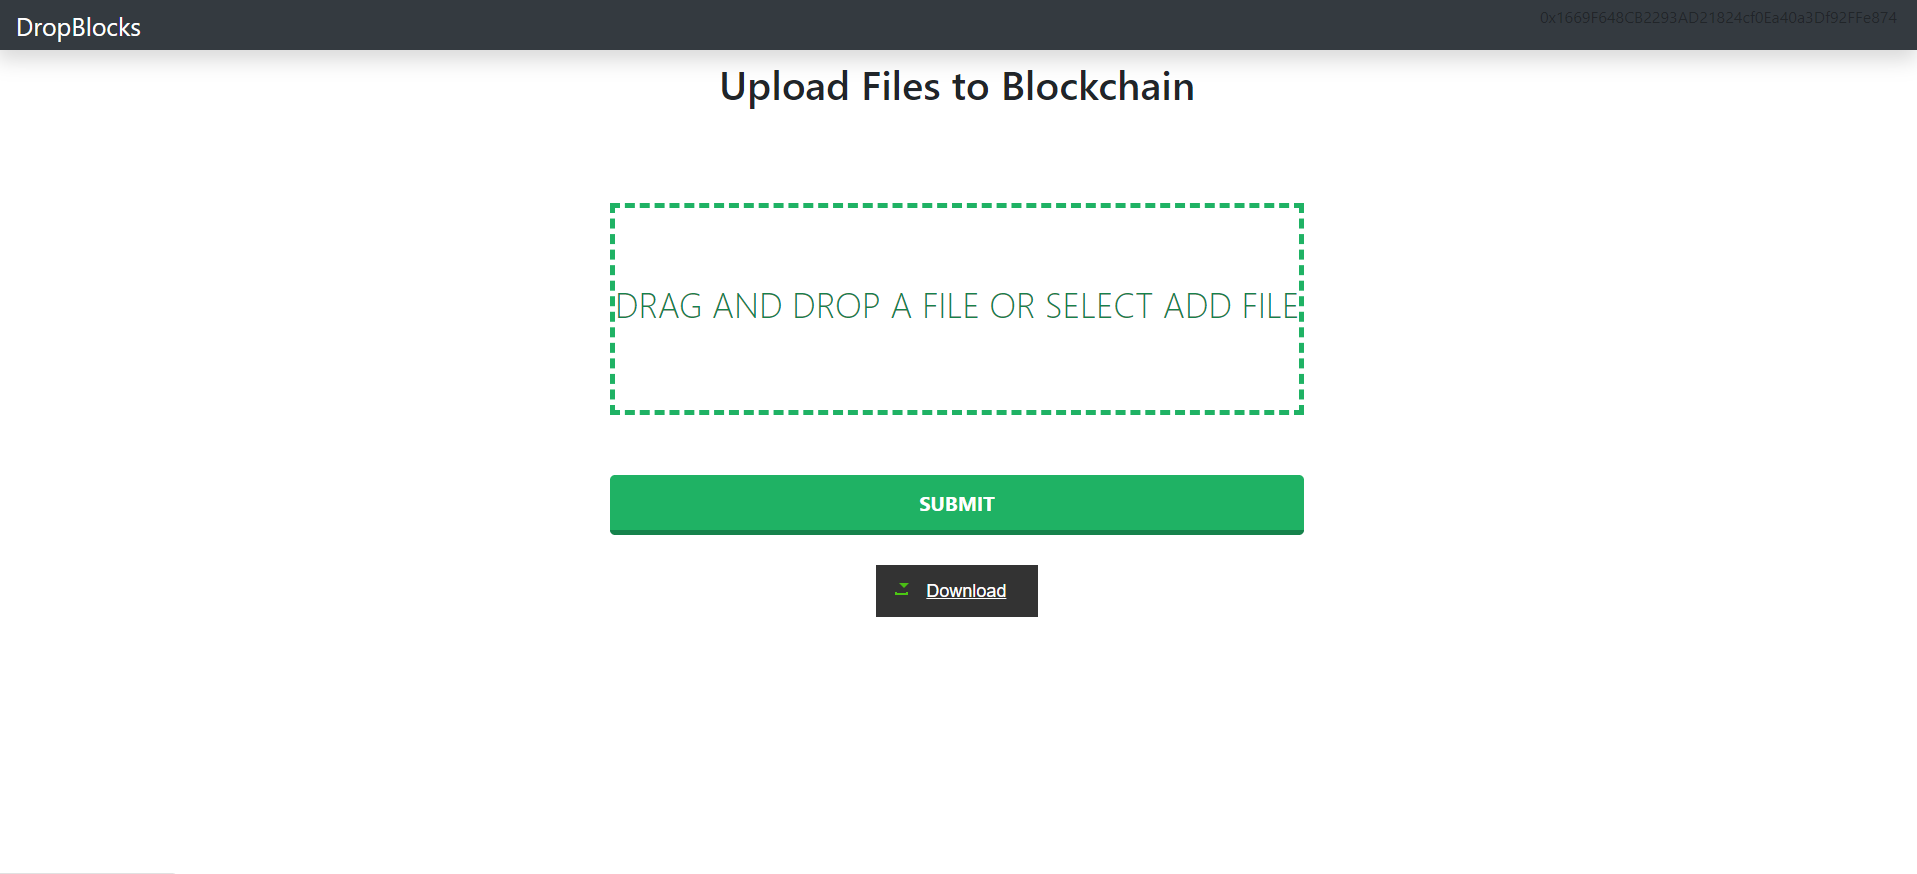 DropBlocks
0x1669F648CB2293AD21824cf0Ea40a3Df92FFe874
Upload Files to Blockchain
DRAG AND DROP A FILE OR SELECT ADD FILE
SUBMIT
Download